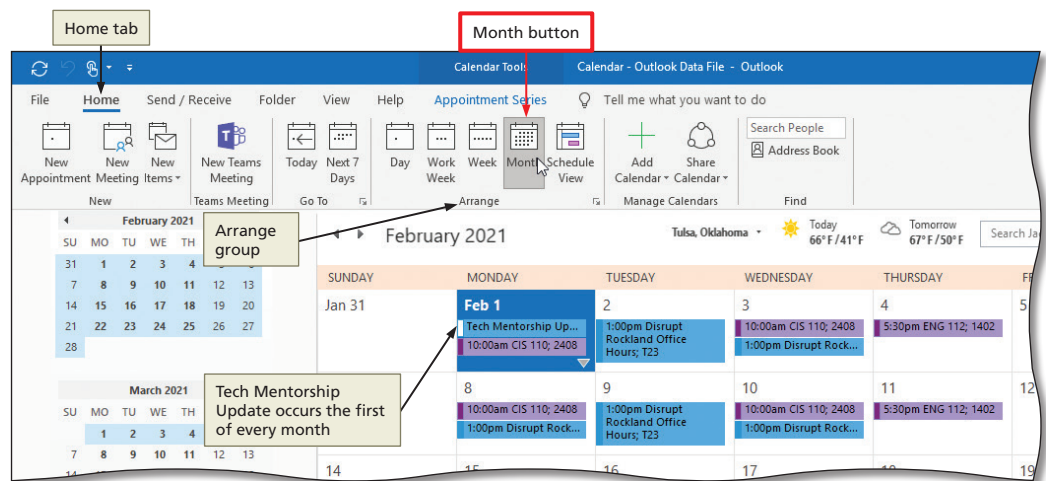 Home tab
Month button
Calendar Tools
Calendar - Outlook Data File - Outlook
File Home Send / Receive Folder View Help Appointment Series Tell me what you want to do
New Appointment
New Meeting
New Items
New Teams Meeting
Today
Next 7 Days
Day
Work Week
Week
Month
Schedule View
Add Calendar
Share Calendar
Search People
Address Book
New Teams Meeting Go To Arrange Manage Calendars Find
February 2021
SU MO TU WE TH
31 1 2 3 4
7 8 9 10 11 12 13
14 15 16 17 18 19 20
21 22 23 24 25 26 27
28
March 2021
SU MO TU WE TH
1 2 3 4
7 8 9 10 11 12 13
Arrange
group
Tech Mentorship
Update occurs the first
of every month
February 2021
Tulsa, Oklahoma
Today
66° F / 41° F
Tomorrow
67° F / 50° F
SUNDAY MONDAY TUESDAY WEDNESDAY THURSDAY
Jan 31 Feb 1 2 3 4 5
Tech Mentorship Up...
10:00am CIS 110; 2408
1:00pm Disrupt
Rockland Office
Hours; T23
10:00am CIS 110; 2408
1:00pm Disrupt Rock...
5:30pm ENG 112; 1402
8 9 10 11 12
10:00am CIS 110; 2408
1:00pm Disrupt Rock...
1:00pm Disrupt
Rockland Office
Hours; T23
10:00am CIS 110; 2408
1:00pm Disrupt Rock...
5:30pm ENG 112; 1402
14 15 16 17 18 19